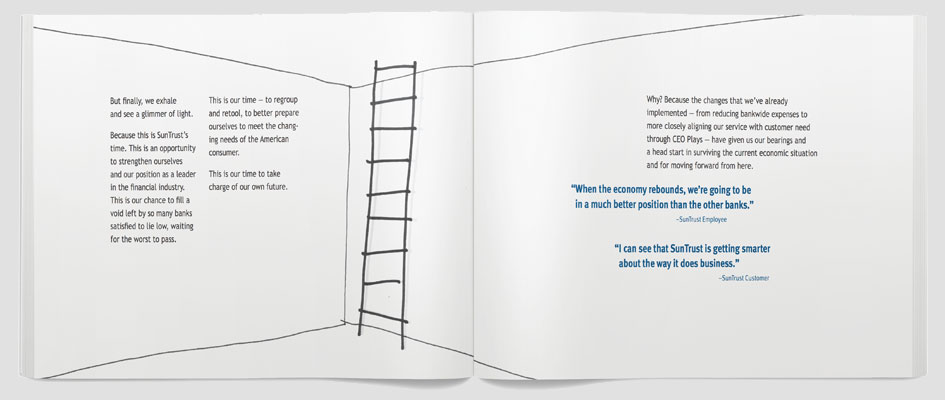 But finally, we exhale
and see a glimmer of light.
Because this is SunTrust's
time. This is an opportunity
to strengthen ourselves
and our position as a leader
in the financial industry.
This is our chance to fill a
void left by so many banks
satisfied to lie low, waiting
for the worst to pass.
This is our time – to regroup
and retool, to better prepare
ourselves to meet the chang-
ing needs of the American
consumer.
This is our time to take
charge of our own future.
Why? Because the changes that we've already
implemented – from reducing bankwide expenses to
more closely aligning our service with customer need
through CEO Plays – have given us our bearings and
a head start in surviving the current economic situation
and for moving forward from here.
"When the economy rebounds, we're going to be
in a much better position than the other banks."
–SunTrust Employee
"I can see that SunTrust is getting smarter
about the way it does business."
–SunTrust Customer